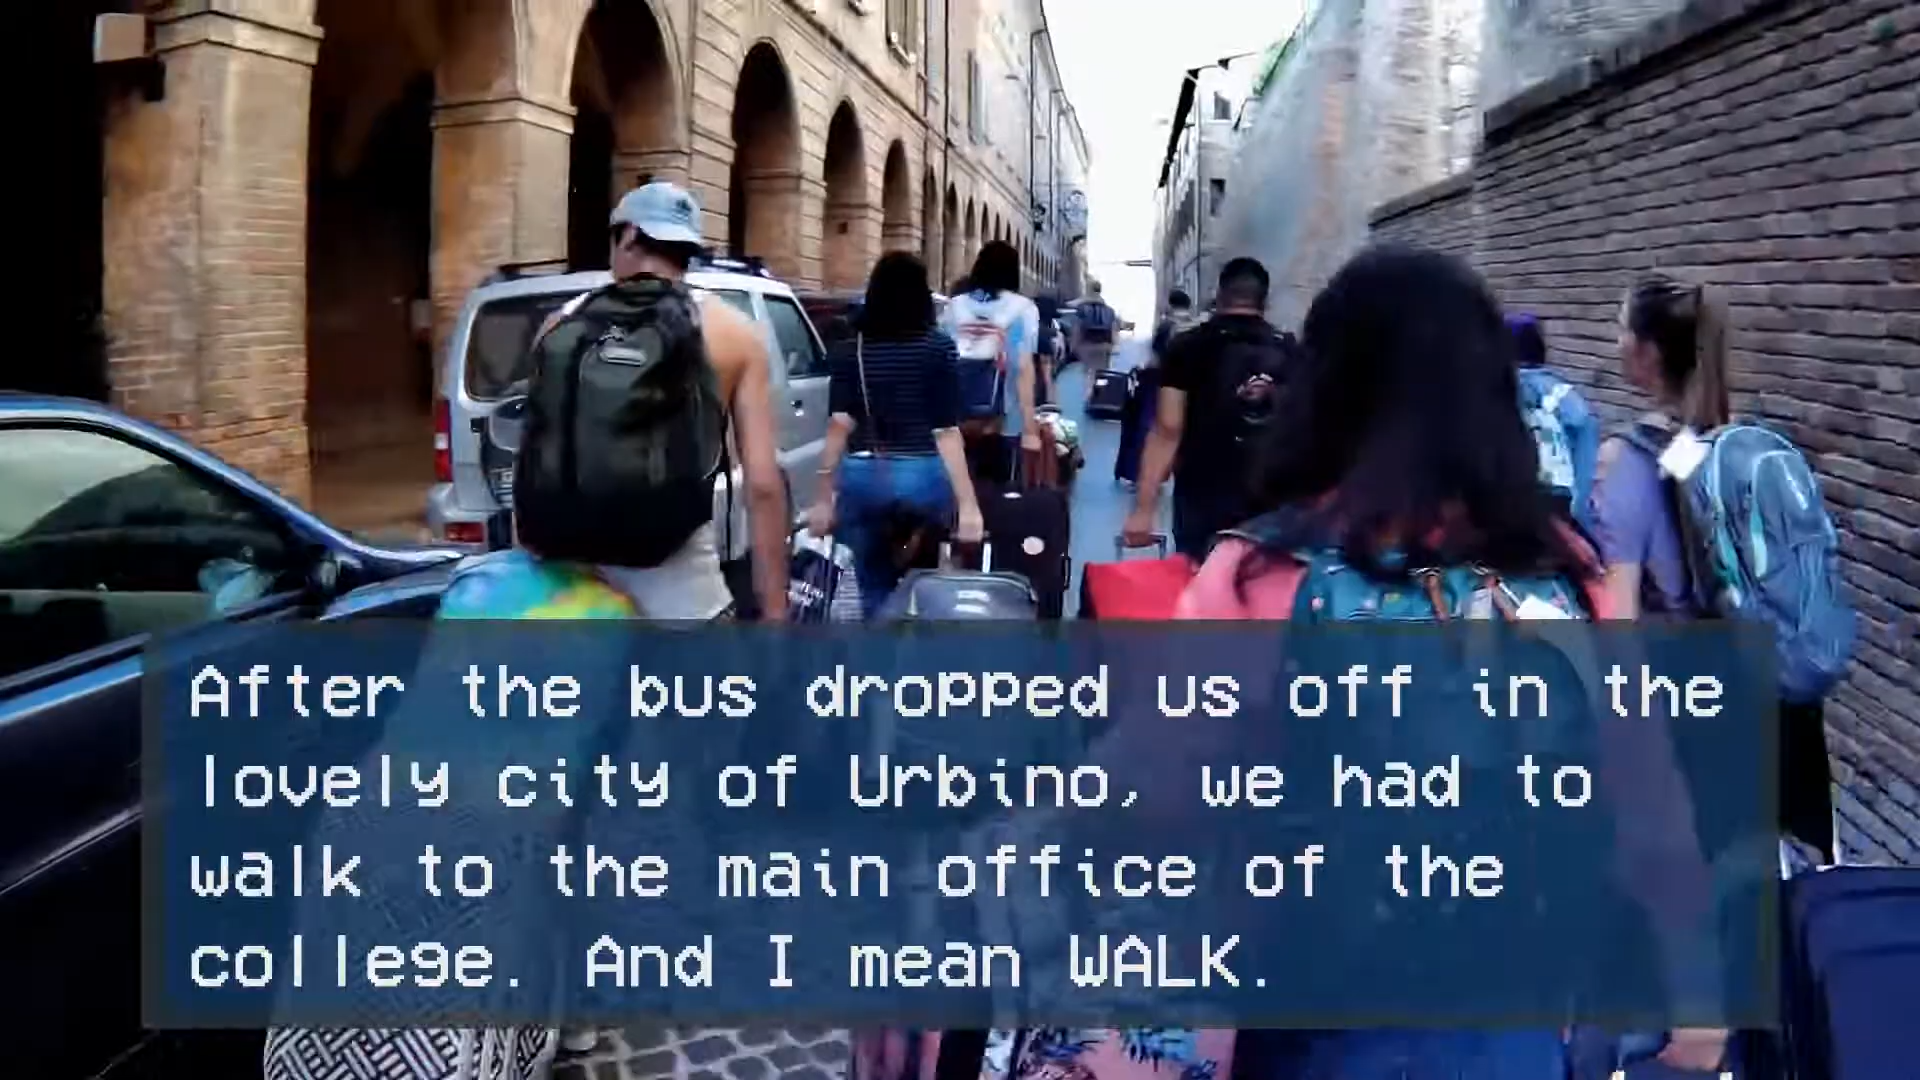 After the bus dropped us off in the
lovely city of Urbino, we had to
walk to the main office of the
college. And I mean WALK.